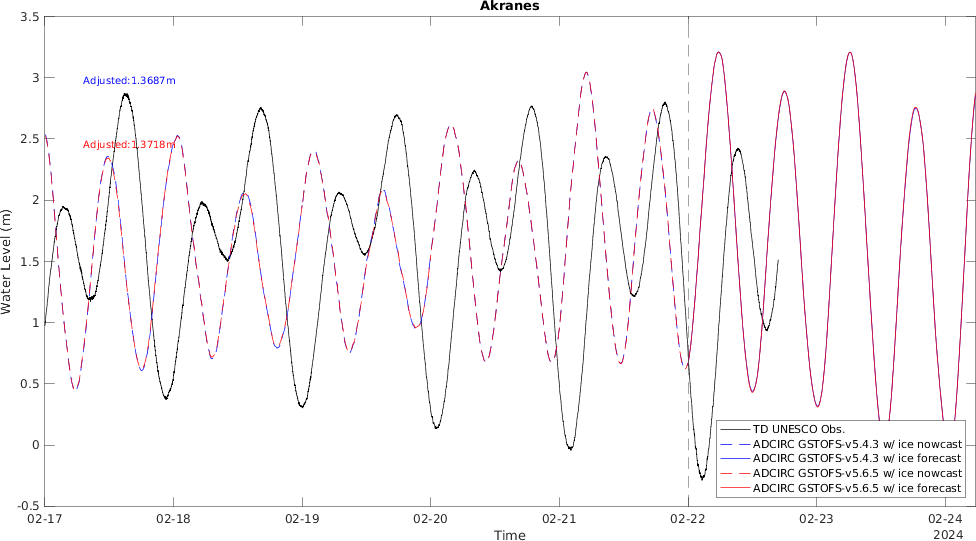 Akranes
3.5
3
2.5
2
1.5
1
0.5
0
-0.5
Water Level (m)
Adjusted:1.3687m
Adjusted:1.3718m
TD UNESCO Obs.
ADCIRC GSTOFS-v5.4.3 w/ ice nowcast
ADCIRC GSTOFS-v5.4.3 w/ ice forecast
ADCIRC GSTOFS-v5.6.5 w/ ice nowcast
ADCIRC GSTOFS-v5.6.5 w/ ice forecast
02-17 02-18 02-19 02-20 02-21 02-22 02-23 02-24
Time
2024